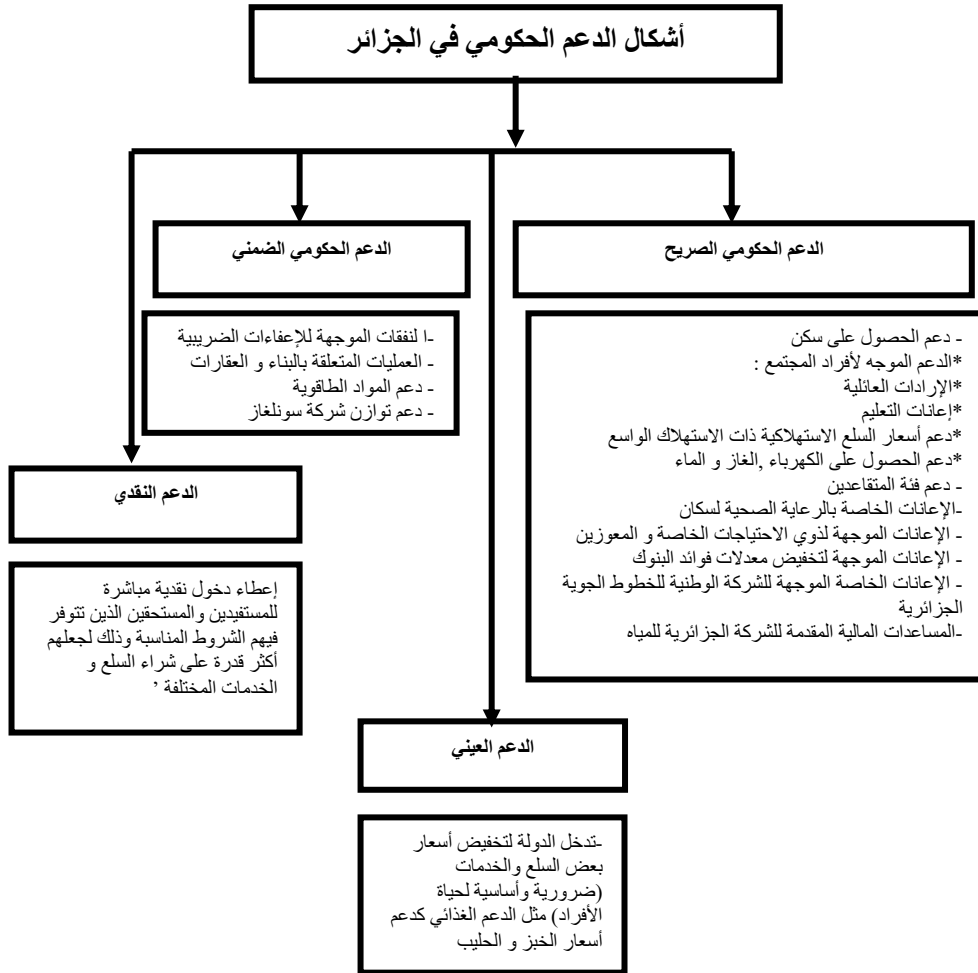 أشكال الدعم الحكومي في الجزائر
الدعم الحكومي الصريح
- دعم الحصول على سكن
*الدعم الموجه لأفراد المجتمع :
*الإرادات العائلية
*إعانات التعليم
*دعم أسعار السلع الاستهلاكية ذات الاستهلاك الواسع
*دعم الحصول على الكهرباء ,الغاز و الماء
- دعم فئة المتقاعدين
-الإعانات الخاصة بالرعاية الصحية لسكان
- الإعانات الموجهة لذوي الاحتياجات الخاصة و المعوزين
- الإعانات الموجهة لتخفيض معدلات فوائد البنوك
- الإعانات الخاصة الموجهة للشركة الوطنية للخطوط الجوية
الجزائرية
-المساعدات المالية المقدمة للشركة الجزائرية للمياه
الدعم الحكومي الضمني
-ا لنفقات الموجهة للإعفاءات الضريبية
- العمليات المتعلقة بالبناء و العقارات
- دعم المواد الطاقوية
- دعم توازن شركة سونلغاز
الدعم النقدي
إعطاء دخول نقدية مباشرة
للمستفيدين والمستحقين الذين تتوفر
فيهم الشروط المناسبة وذلك لجعلهم
أكثر قدرة على شراء السلع و
الخدمات المختلفة ’
الدعم العيني
-تدخل الدولة لتخفيض أسعار
بعض السلع والخدمات
(ضرورية وأساسية لحياة
الأفراد) مثل الدعم الغذائي كدعم
أسعار الخبز و الحليب